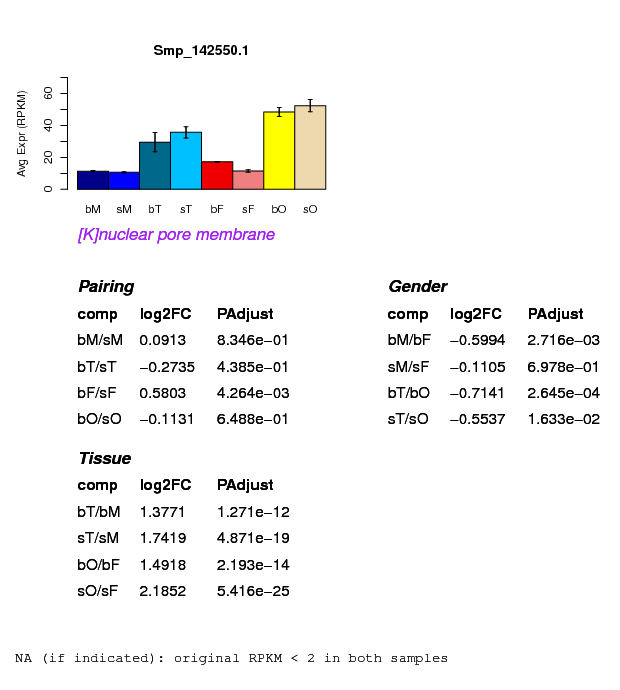 Smp_142550.1
Avg Expr (RPKM)
0 20 40 60
bM sM bT sT bF sF bO sO
[K]nuclear pore membrane
Pairing
comp log2FC PAdjust
bM/sM 0.0913 8.346e−01
bT/sT −0.2735 4.385e−01
bF/sF 0.5803 4.264e−03
bO/sO −0.1131 6.488e−01
Gender
comp log2FC PAdjust
bM/bF −0.5994 2.716e−03
sM/sF −0.1105 6.978e−01
bT/bO −0.7141 2.645e−04
sT/sO −0.5537 1.633e−02
Tissue
comp log2FC PAdjust
bT/bM 1.3771 1.271e−12
sT/sM 1.7419 4.871e−19
bO/bF 1.4918 2.193e−14
sO/sF 2.1852 5.416e−25
NA (if indicated): original RPKM < 2 in both samples